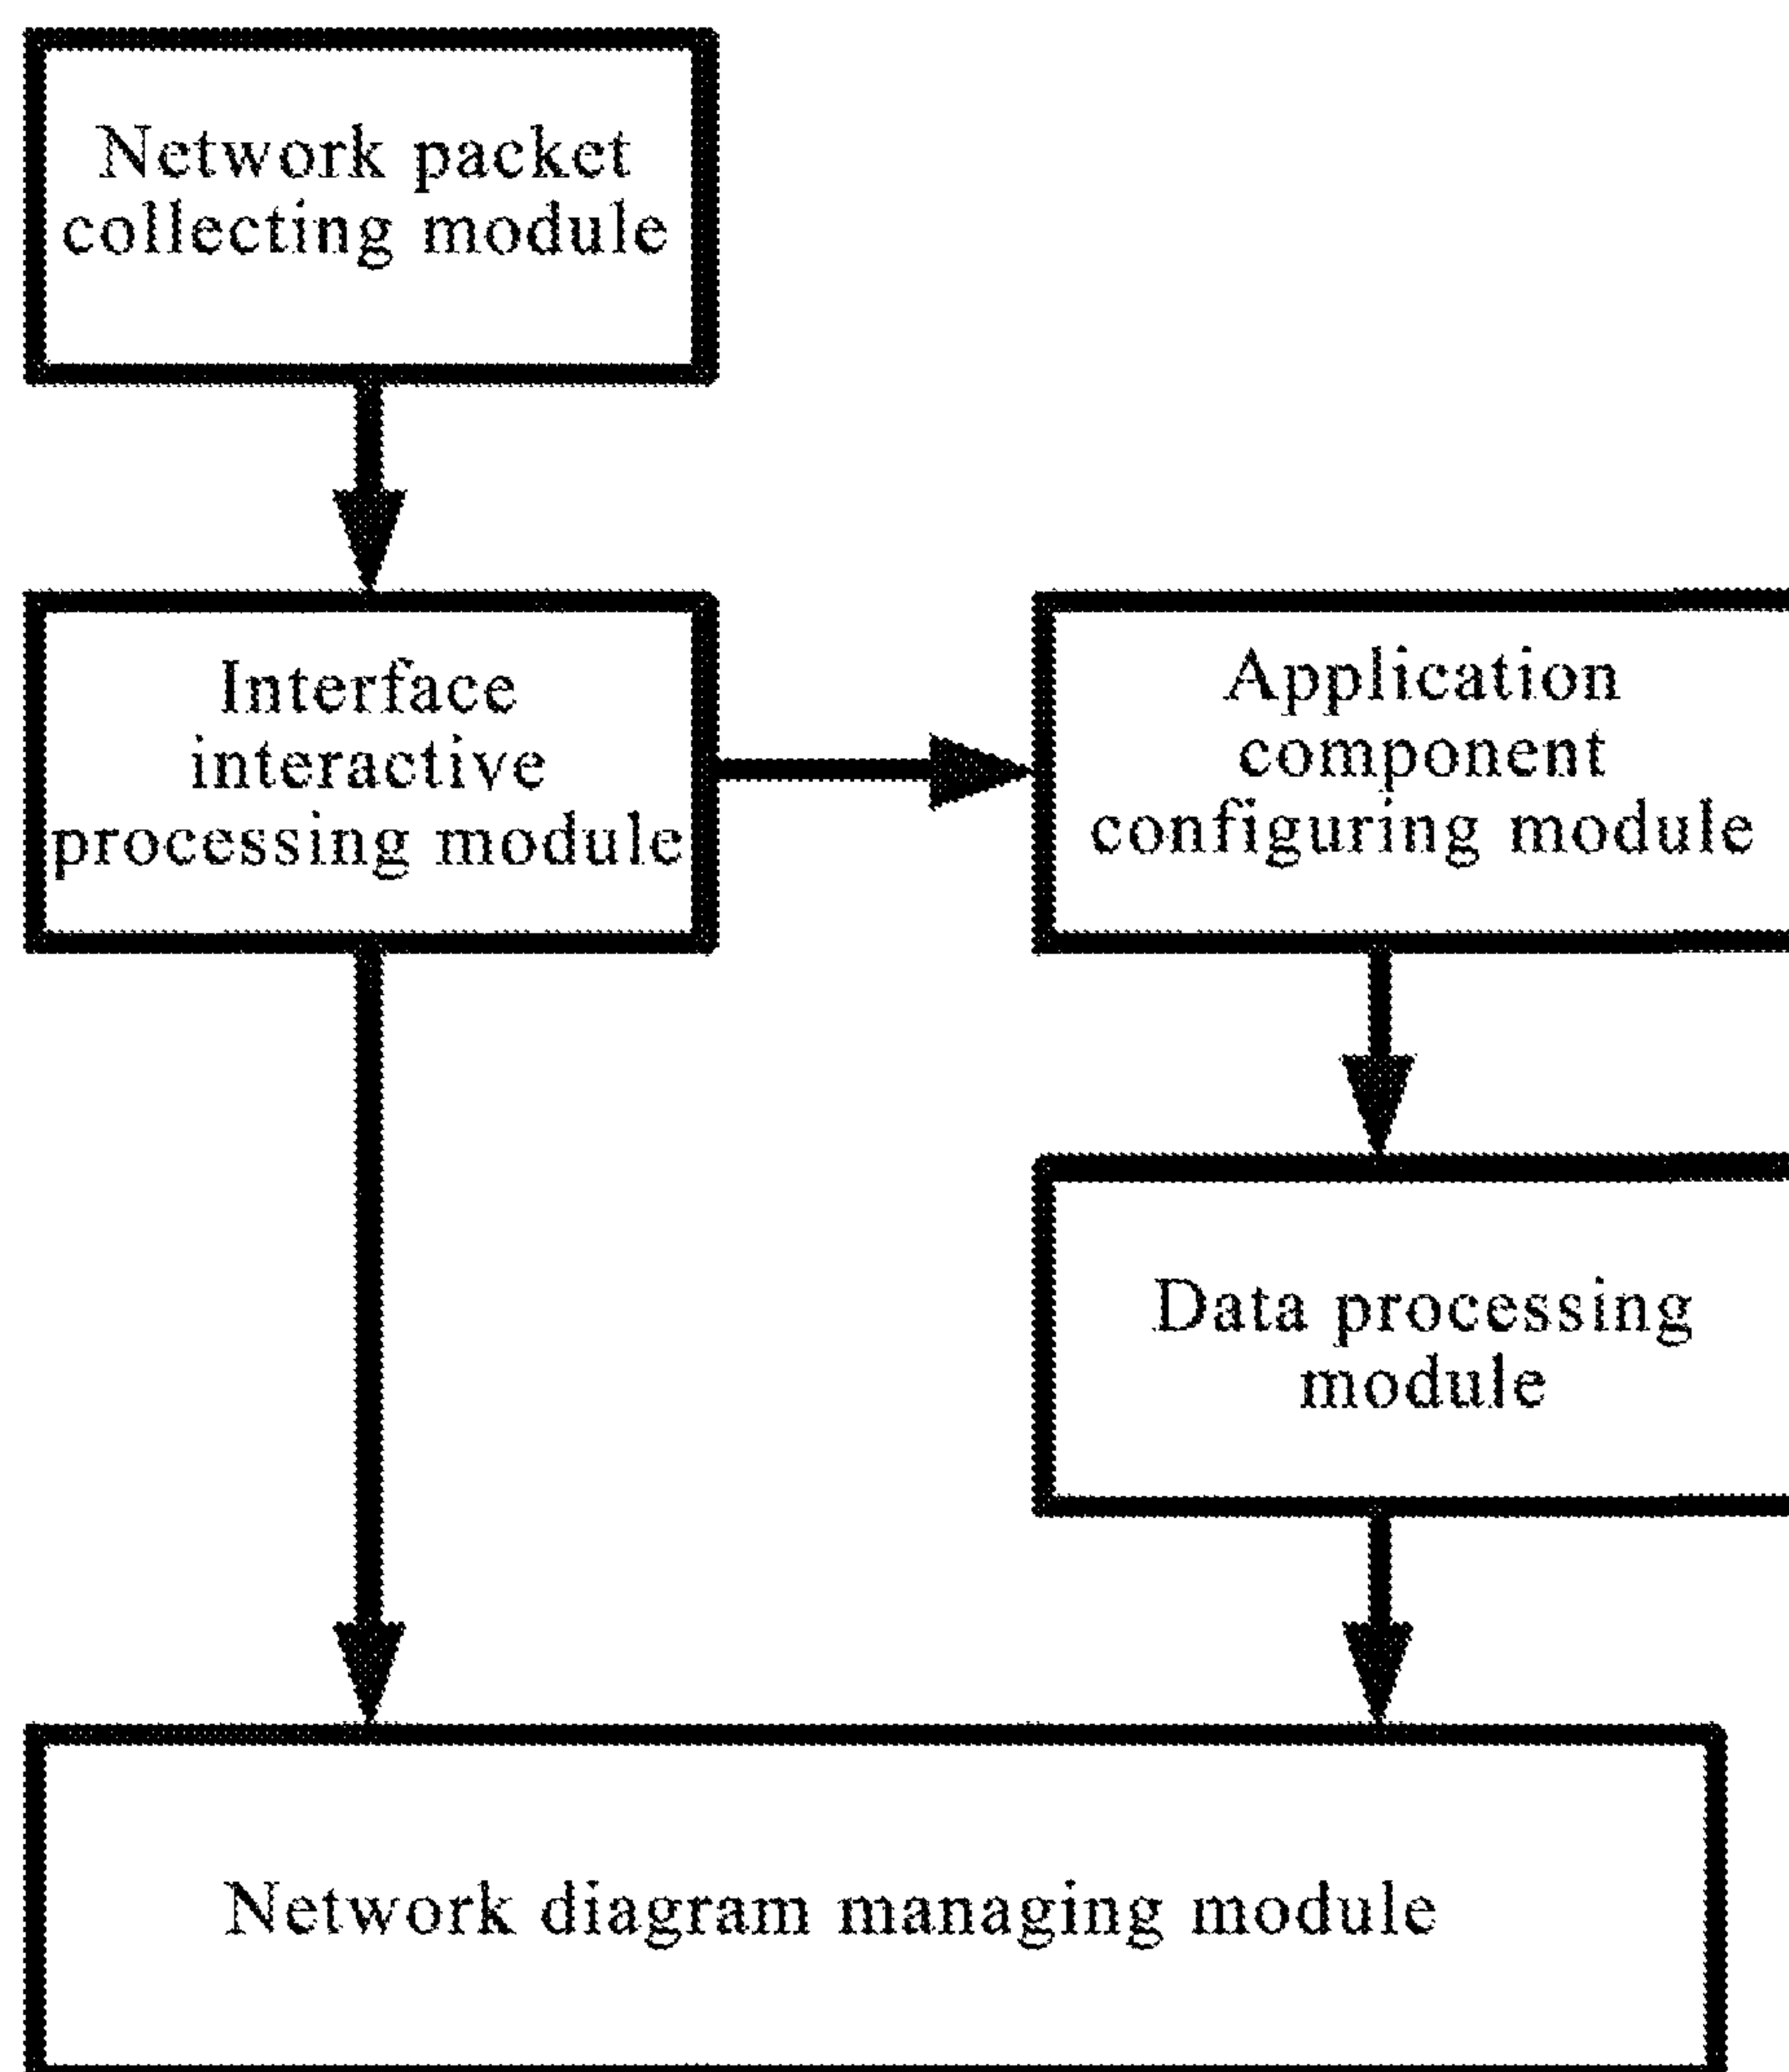 Network packet
collecting module
Interface
interactive
processing module
Application
component
configuring module
Data processing
module
Network diagram managing module